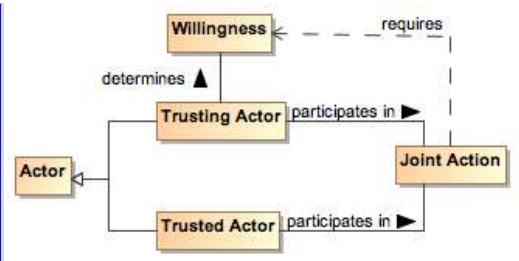 Willingness
requires
determines
Trusting Actor
participates in
Actor
Joint Action
Trusted Actor
participates in